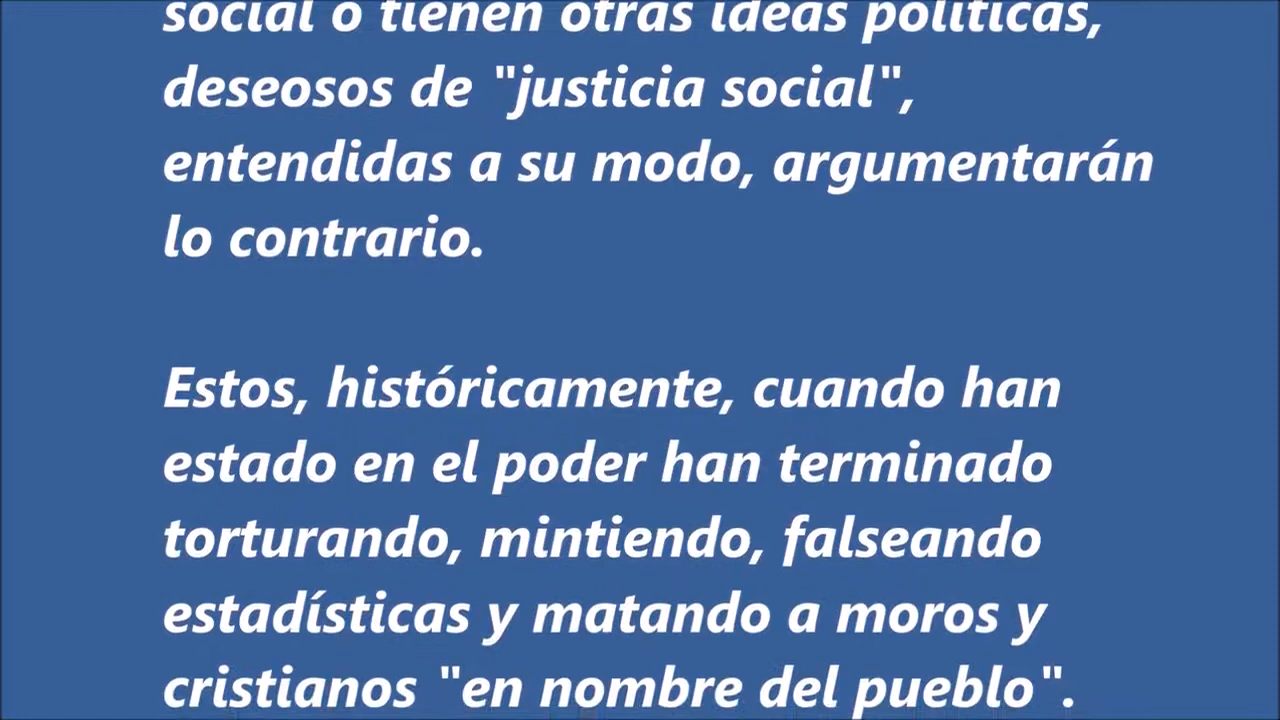 social o tienen otras ideas políticas,
deseosos de "justicia social",
entendidas a su modo, argumentarán
lo contrario.
Estos, históricamente, cuando han
estado en el poder han terminado
torturando, mintiendo, falseando
estadísticas y matando a moros y
cristianos "en nombre del pueblo".